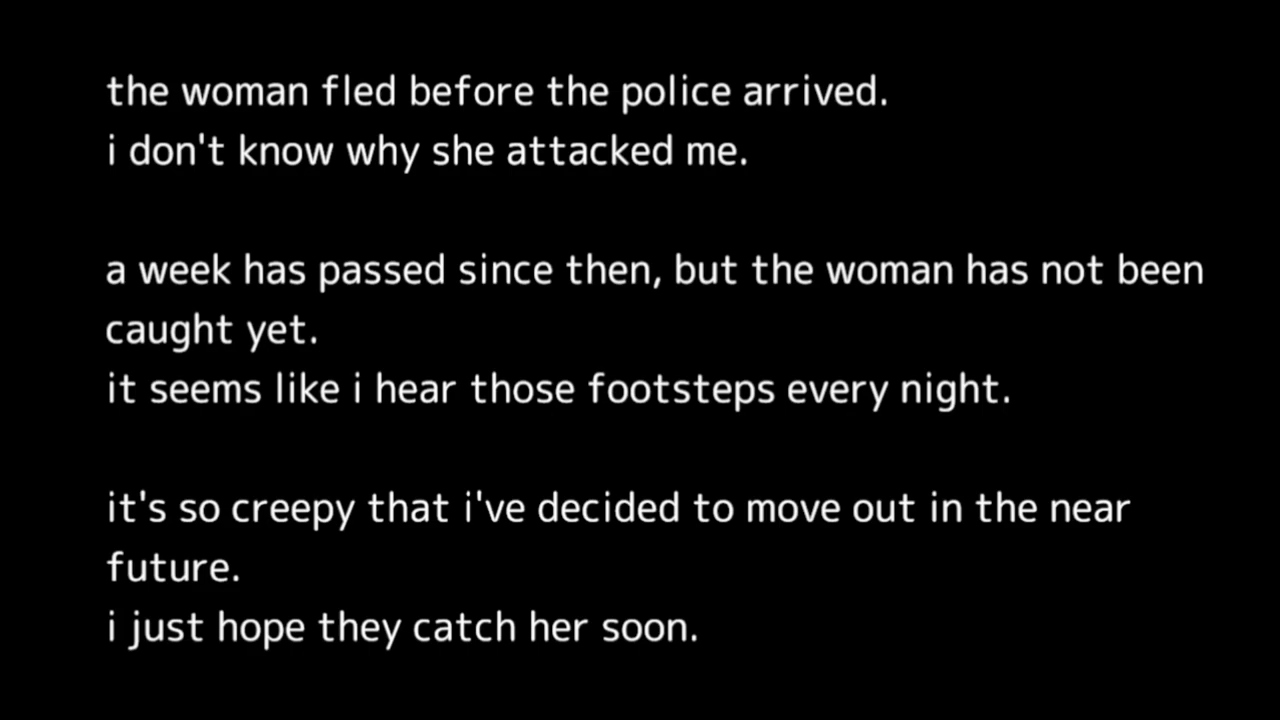 the woman fled before the police arrived.
i don't know why she attacked me.
a week has passed since then, but the woman has not been
caught yet.
it seems like i hear those footsteps every night.
it's so creepy that i've decided to move out in the near
future.
i just hope they catch her soon.